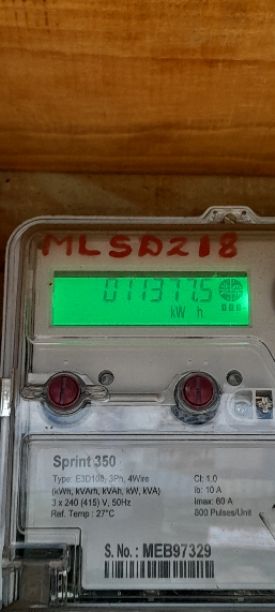 MLSD218
011377.5
kW h.
Sprint 350
Type: E3D108, 3Ph, 4Wire
(kWh, kVArh, kVAh, kW, kVA)
3 x 240 (415) V, 50Hz
Ref. Temp : 27°C
Cl: 1.0
Ib: 10 A
Imax: 60 A
800 Pulses/Unit
S. No.: MEB97329